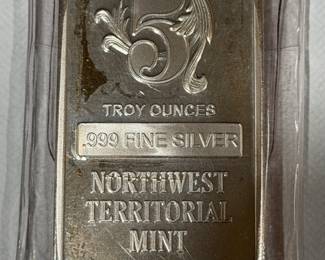 5
TROY OUNCES
.999 FINE SILVER
NORTHWEST
TERRITORIAL
MINT